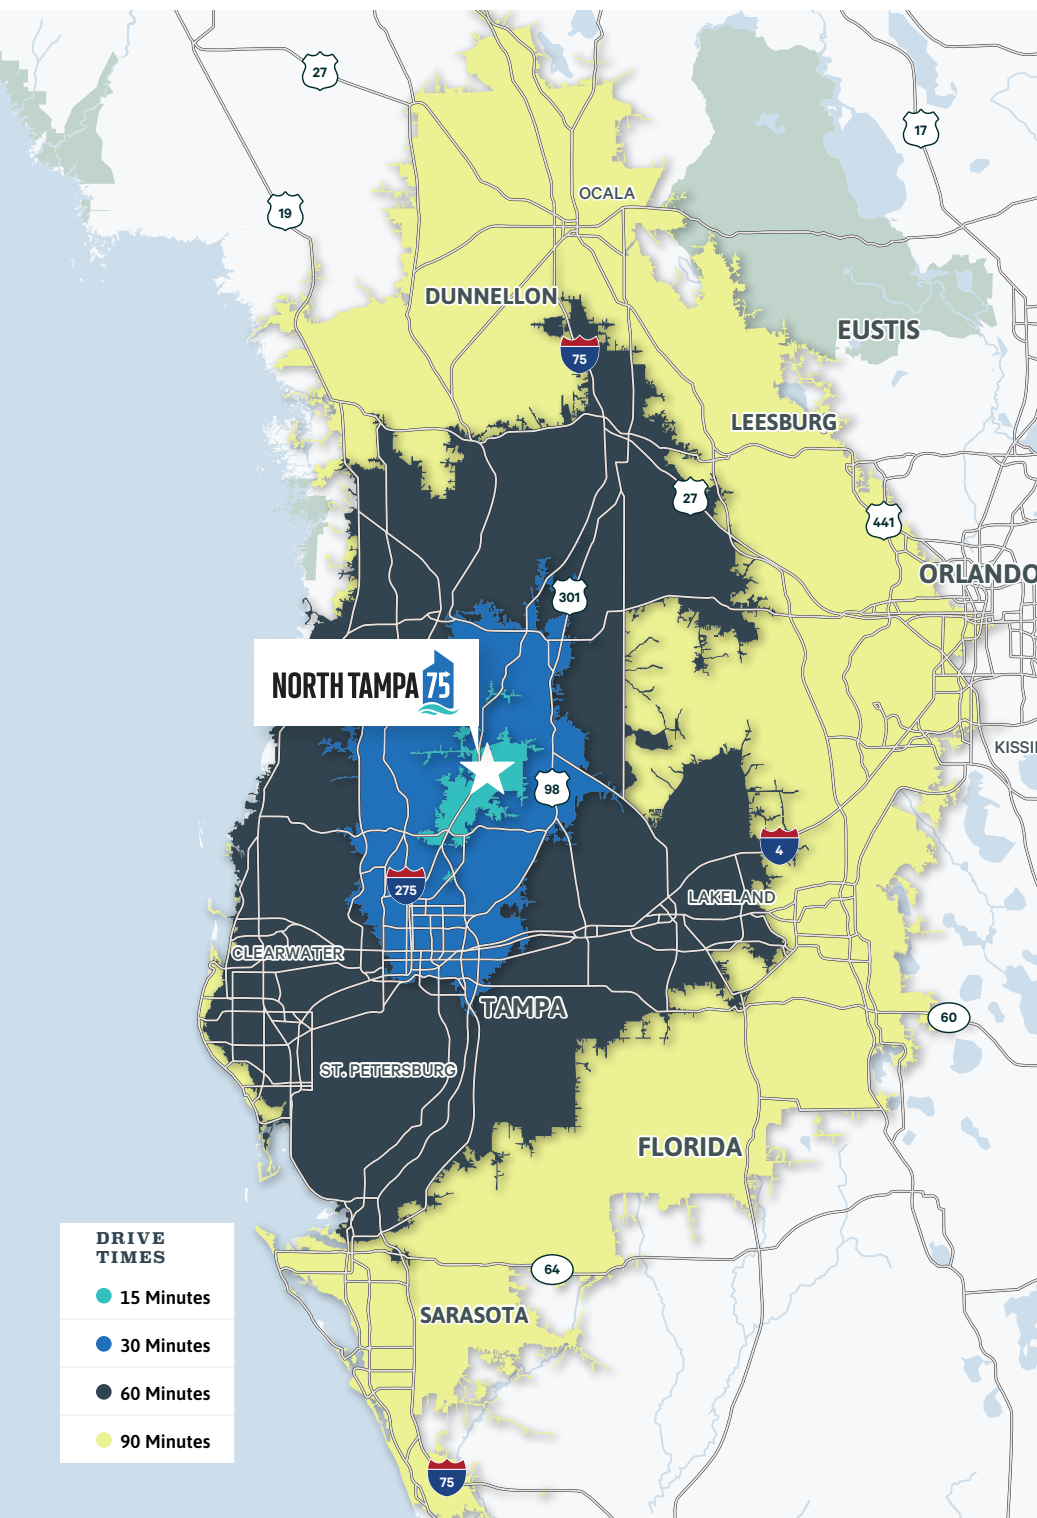 27
17
19
OCALA
DUNNELLON
EUSTIS
75
LEESBURG
27
441
ORLANDO
301
NORTH TAMPA 75
KISSI
98
4
275
LAKELAND
CLEARWATER
TAMPA
60
ST. PETERSBURG
FLORIDA
DRIVE
TIMES
15 Minutes
30 Minutes
60 Minutes
90 Minutes
64
SARASOTA
75